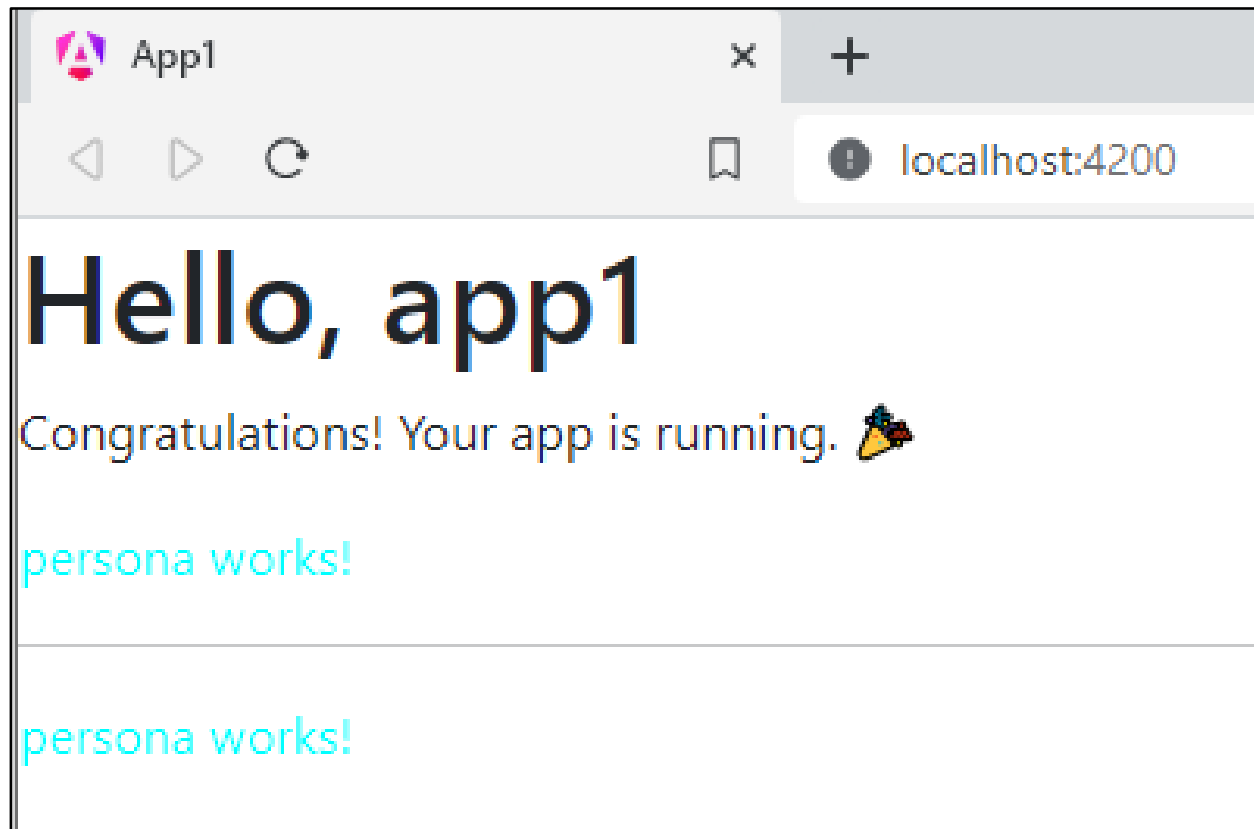 App1
localhost:4200
Hello, app1
Congratulations! Your app is running. 🎉
persona works!
persona works!